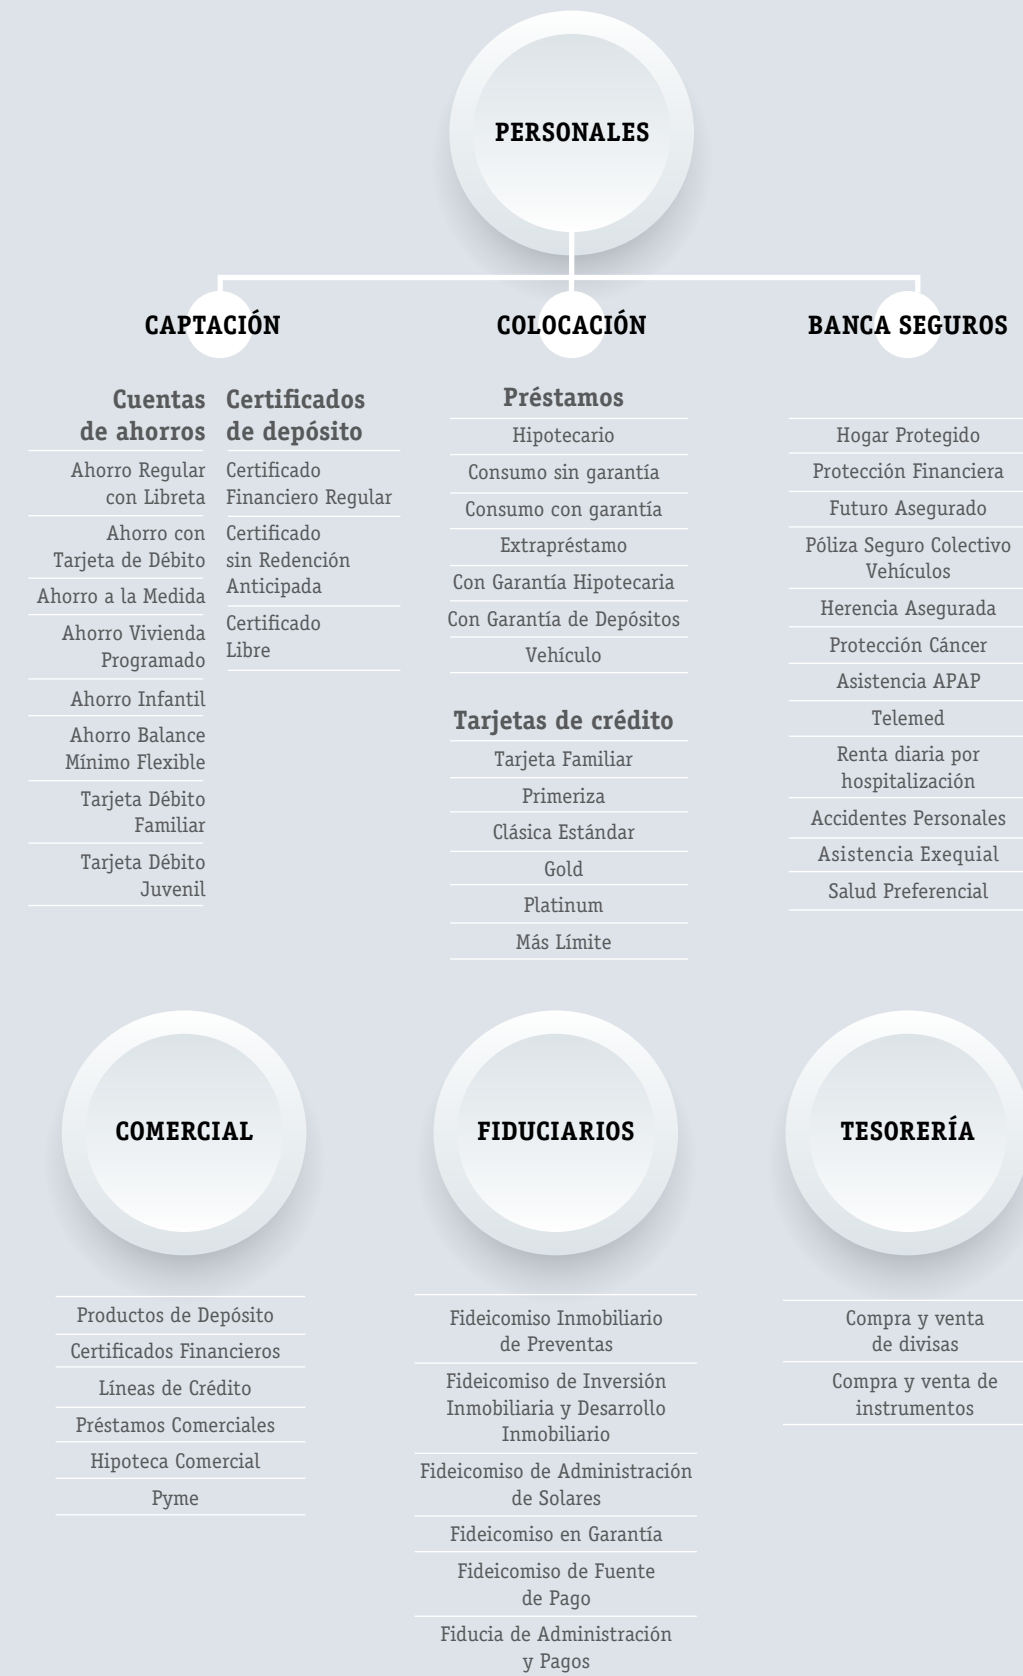 PERSONALES
CAPTACIÓN
Cuentas
de ahorros
Ahorro Regular
con Libreta
Ahorro con
Tarjeta de Débito
Ahorro a la Medida
Ahorro Vivienda
Programado
Ahorro Infantil
Ahorro Balance
Mínimo Flexible
Tarjeta Débito
Familiar
Tarjeta Débito
Juvenil
Certificados
de depósito
Certificado
Financiero Regular
Certificado
sin Redención
Anticipada
Certificado
Libre
COLOCACIÓN
Préstamos
Hipotecario
Consumo sin garantía
Consumo con garantía
Extrapréstamo
Con Garantía Hipotecaria
Con Garantía de Depósitos
Vehículo
Tarjetas de crédito
Tarjeta Familiar
Primeriza
Clásica Estándar
Gold
Platinum
Más Límite
BANCA SEGUROS
Hogar Protegido
Protección Financiera
Futuro Asegurado
Póliza Seguro Colectivo
Vehículos
Herencia Asegurada
Protección Cáncer
Asistencia APAP
Telemed
Renta diaria por
hospitalización
Accidentes Personales
Asistencia Exequial
Salud Preferencial
COMERCIAL
Productos de Depósito
Certificados Financieros
Líneas de Crédito
Préstamos Comerciales
Hipoteca Comercial
Pyme
FIDUCIARIOS
Fideicomiso Inmobiliario
de Preventas
Fideicomiso de Inversión
Inmobiliaria y Desarrollo
Inmobiliario
Fideicomiso de Administración
de Solares
Fideicomiso en Garantía
Fideicomiso de Fuente
de Pago
Fiducia de Administración
y Pagos
TESORERÍA
Compra y venta
de divisas
Compra y venta de
instrumentos